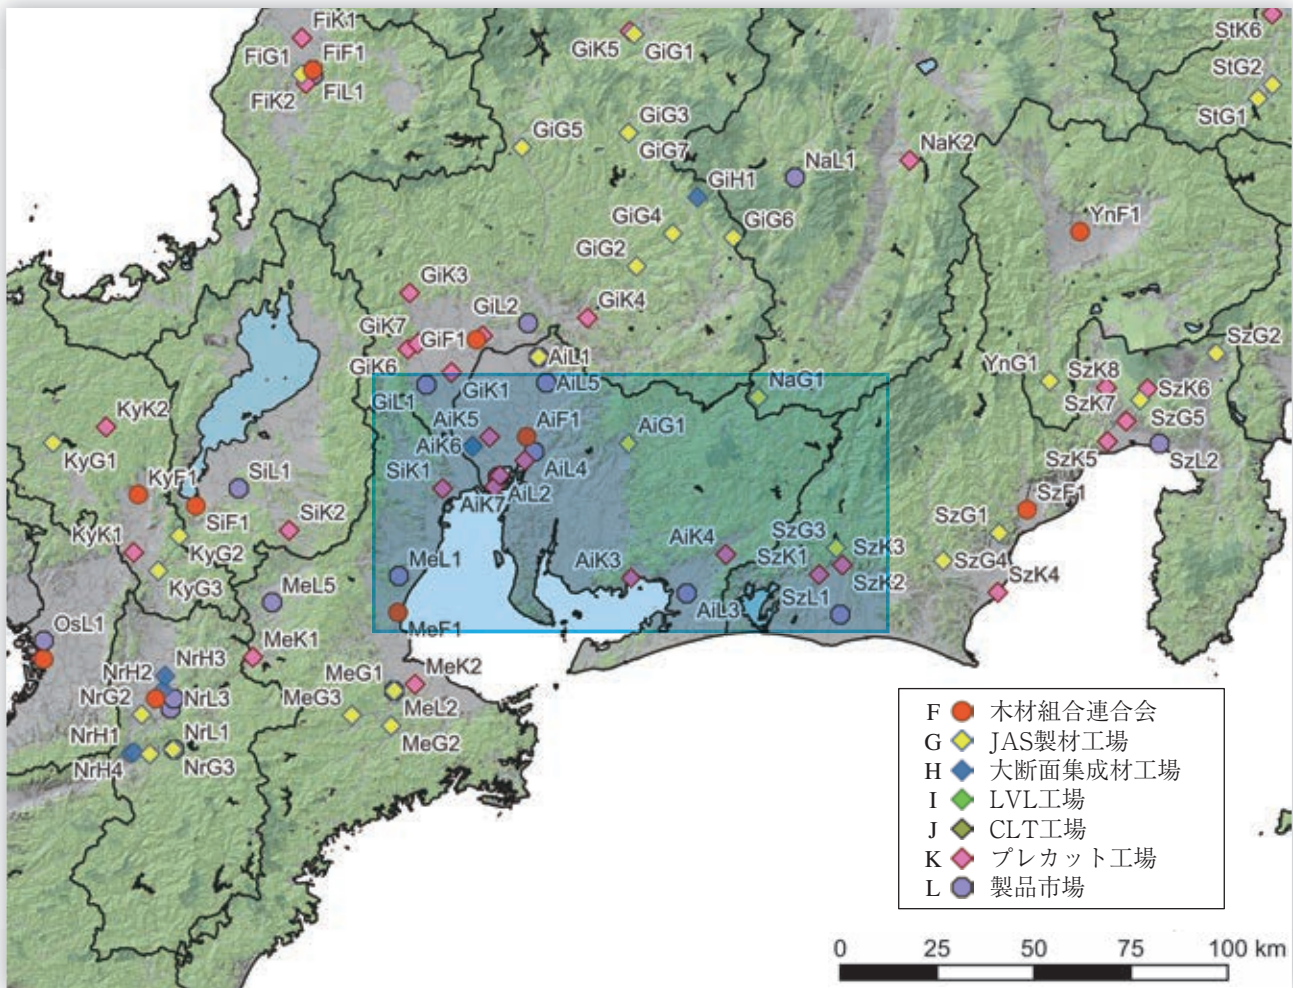 FiK1
FiG1
FiF1
FiK2
FiL1
GiK5
GiG1
StK6
StG2
StG1
GiG3
GiG5
GiG7
NaL1
NaK2
GiH1
GiG4
GiG6
YnF1
GiG2
GiK3
GiL2
GiK4
GiK7
GiF1
AiL1
GiK6
SzG2
YnG1
SzK8
GiL1
GiK1
AiL5
NaG1
SzK7
SzK6
KyK2
AiK5
AiF1
AiG1
SzG5
KyG1
AiK6
SzK5
SzL2
SiK1
AiL4
KyF1
SiL1
AiK7
AiL2
SiF1
SiK2
SzG1
SzF1
KyK1
KyG2
AiK4
SzG3
SzK3
KyG3
MeL1
AiK3
SzK1
SzG4
SzK2
SzK4
MeL5
AiL3
SzL1
OsL1
MeF1
NrH3
MeK1
NrH2
MeG1
MeK2
NrG2
NrL3
MeG3
MeL2
NrH1
NrL1
MeG2
NrH4
NrG3
F 木材組合連合会
G JAS製材工場
H 大断面集成材工場
I LVL工場
J CLT工場
K プレカット工場
L 製品市場
0 25 50 75 100 km